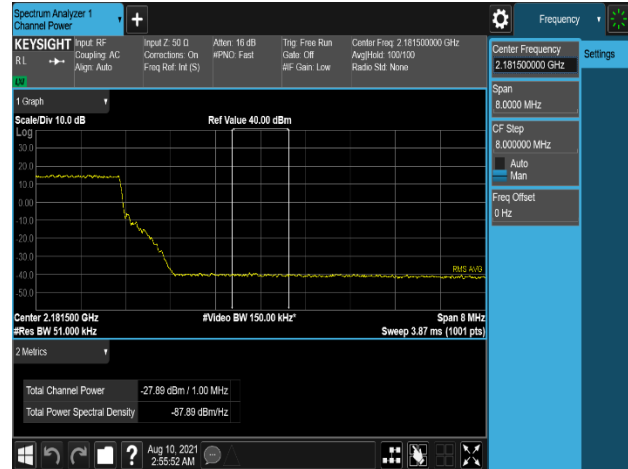 Spectrum Analyzer 1
Channel Power
+
Frequency
KEYSIGHT
RL
Input: RF
Coupling: AC
Align: Auto
Input Z: 50 Ω
Corrections: On
Freq Ref: Int (S)
Atten: 16 dB
#PNO: Fast
Trig: Free Run
Gate: Off
#IF Gain: Low
Center Freq: 2.181500000 GHz
Avg|Hold: 100/100
Radio Std: None
Center Frequency
2.181500000 GHz
Settings
Span
8.0000 MHz
CF Step
8.000000 MHz
Auto
Man
Freq Offset
0 Hz
1 Graph
Scale/Div 10.0 dB
Ref Value 40.00 dBm
Log
30.0
20.0
10.0
0.00
-10.0
-20.0
-30.0
-40.0
-50.0
RMS AVG
Center 2.181500 GHz
#Video BW 150.00 kHz*
Span 8 MHz
#Res BW 51.000 kHz
Sweep 3.87 ms (1001 pts)
2 Metrics
Total Channel Power -27.89 dBm / 1.00 MHz
Total Power Spectral Density -87.89 dBm/Hz
?
Aug 10, 2021
2:55:52 AM